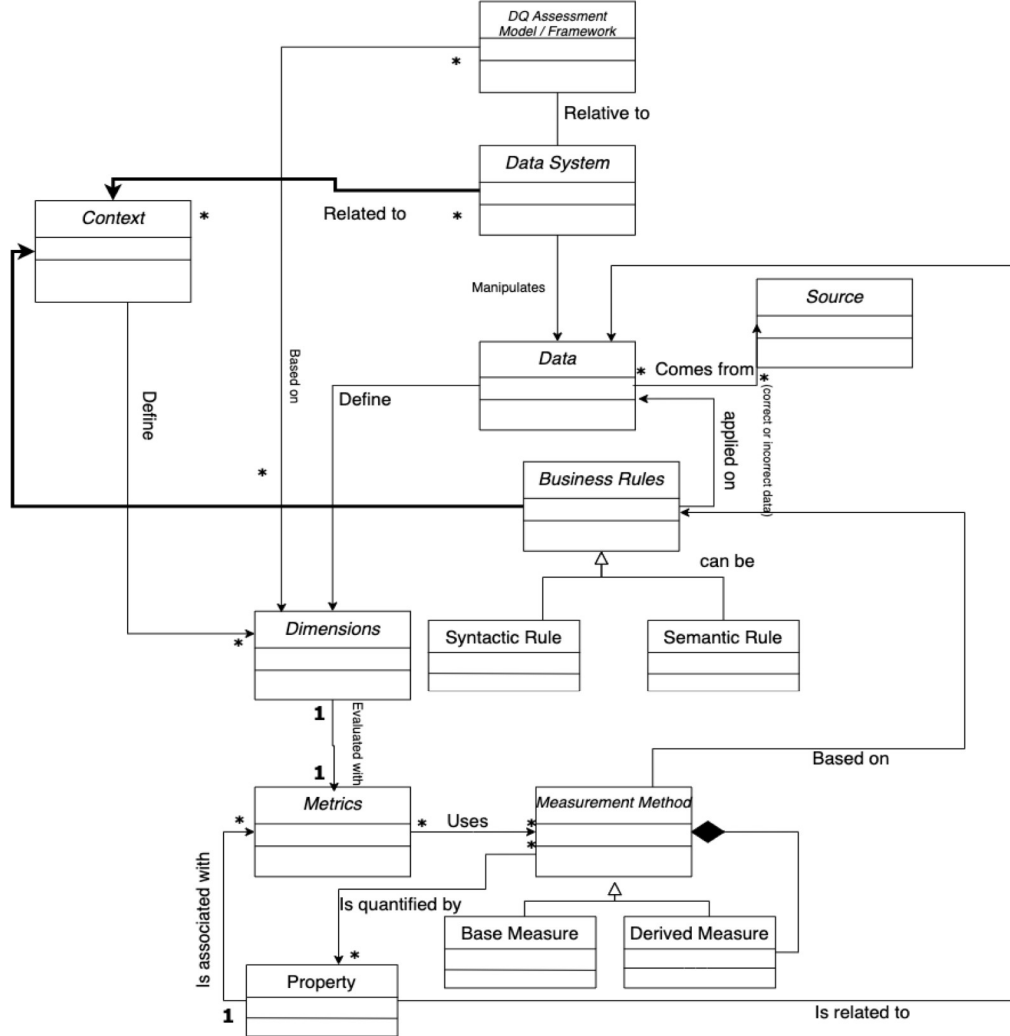 DQ Assessment
Model / Framework
*
Relative to
Data System
Context
*
Related to
*
Manipulates
Source
Based on
Data
*
Comes from
*
(correct or incorrect data)
Define
Define
applied on
*
Business Rules
can be
Dimensions
*
Syntactic Rule
Semantic Rule
1
Evaluated with
1
Based on
Metrics
*
*
Uses
Measurement Method
*
*
Is associated with
Is quantified by
*
Base Measure
Derived Measure
Property
1
Is related to